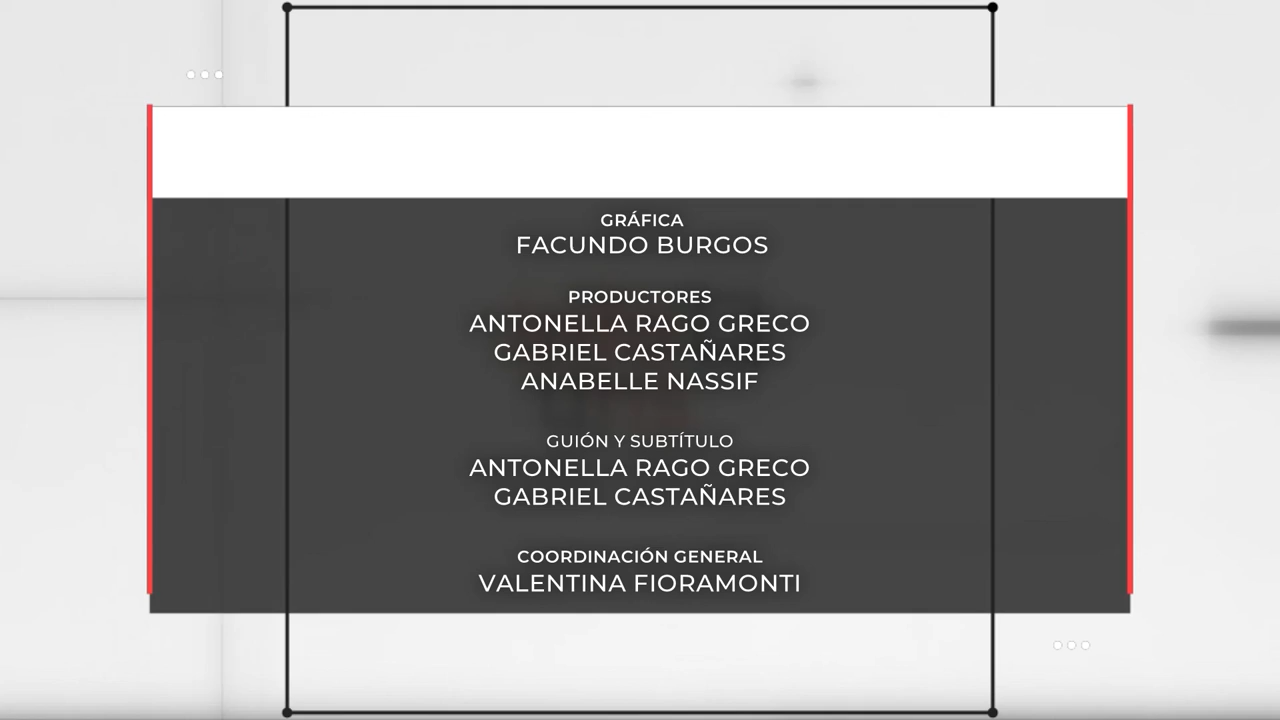 GRÁFICA
FACUNDO BURGOS
PRODUCTORES
ANTONELLA RAGO GRECO
GABRIEL CASTAÑARES
ANABELLE NASSIF
GUIÓN Y SUBTÍTULO
ANTONELLA RAGO GRECO
GABRIEL CASTAÑARES
COORDINACIÓN GENERAL
VALENTINA FIORAMONTI